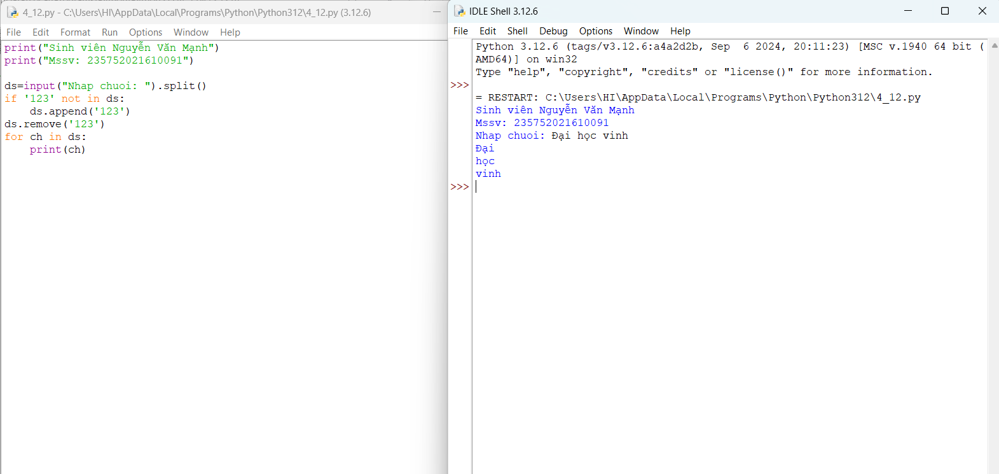 4_12.py - C:\Users\HI\AppData\Local\Programs\Python\Python312\4_12.py (3.12.6)
File Edit Format Run Options Window Help
print("Sinh viên Nguyễn Văn Mạnh")
print("Mssv: 235752021610091")
ds=input("Nhap chuoi: ").split()
if '123' not in ds:
    ds.append('123')
ds.remove('123')
for ch in ds:
    print(ch)
IDLE Shell 3.12.6
File Edit Shell Debug Options Window Help
Python 3.12.6 (tags/v3.12.6:a4a2d2b, Sep  6 2024, 20:11:23) [MSC v.1940 64 bit (
AMD64)] on win32
Type "help", "copyright", "credits" or "license()" for more information.
>>>
= RESTART: C:\Users\HI\AppData\Local\Programs\Python\Python312\4_12.py
Sinh viên Nguyễn Văn Mạnh
Mssv: 235752021610091
Nhap chuoi: Đại học vinh
Đại
học
vinh
>>>